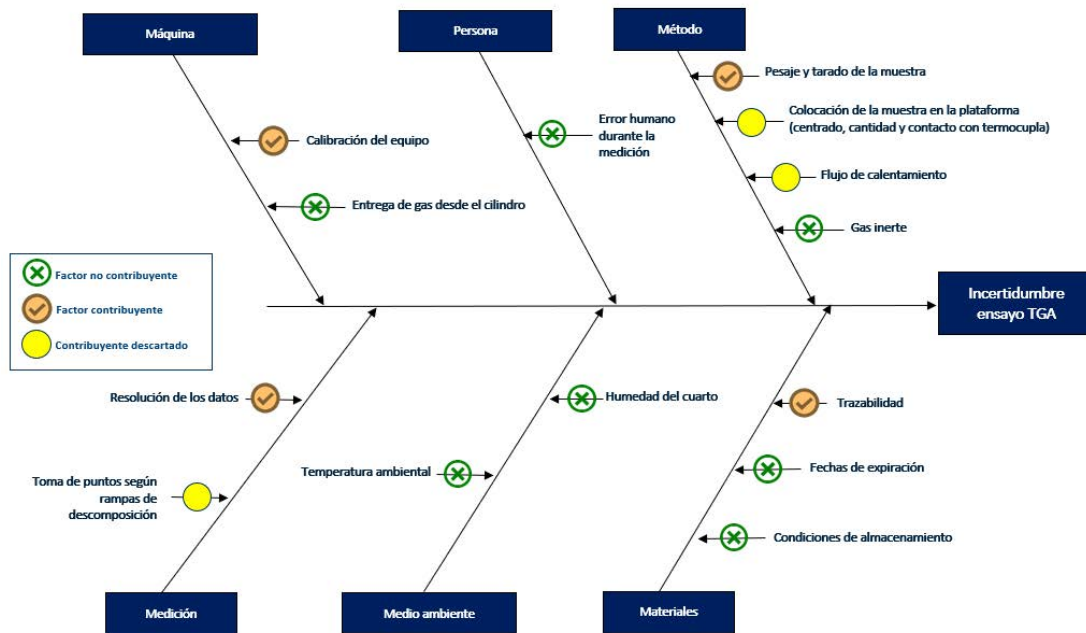 Máquina
Persona
Método
Pesaje y tarado de la muestra
Colocación de la muestra en la plataforma
(centrado, cantidad y contacto con termocupla)
Error humano
durante la
medición
Calibración del equipo
Flujo de calentamiento
Entrega de gas desde el cilindro
Gas inerte
Factor no contribuyente
Factor contribuyente
Contribuyente descartado
Incertidumbre
ensayo TGA
Resolución de los datos
Humedad del cuarto
Trazabilidad
Temperatura ambiental
Fechas de expiración
Toma de puntos según
rampas de
descomposición
Condiciones de almacenamiento
Medición
Medio ambiente
Materiales